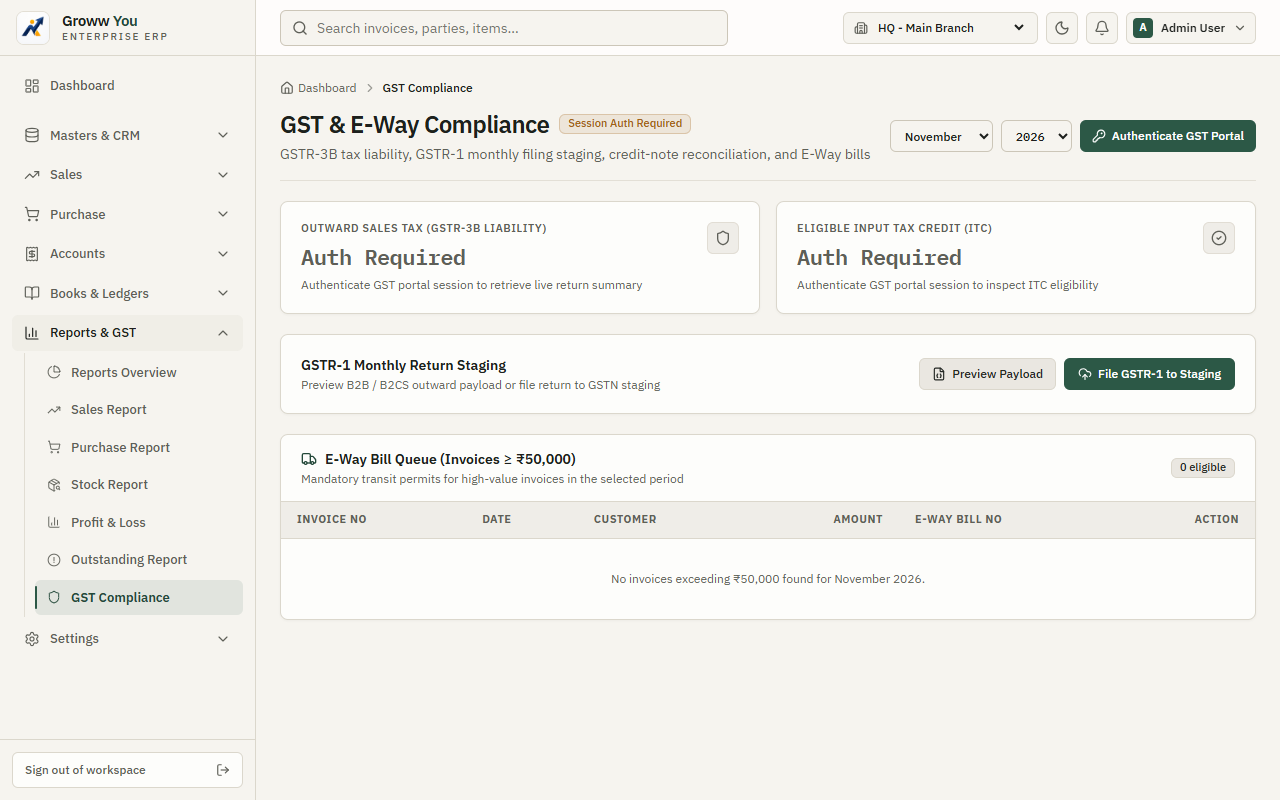 Groww You
ENTERPRISE ERP
Search invoices, parties, items...
HQ - Main Branch
A
Admin User
Dashboard
Masters & CRM
Sales
Purchase
Accounts
Books & Ledgers
Reports & GST
Reports Overview
Sales Report
Purchase Report
Stock Report
Profit & Loss
Outstanding Report
GST Compliance
Settings
Sign out of workspace
Dashboard
GST Compliance
GST & E-Way Compliance
Session Auth Required
GSTR-3B tax liability, GSTR-1 monthly filing staging, credit-note reconciliation, and E-Way bills
November
2026
Authenticate GST Portal
OUTWARD SALES TAX (GSTR-3B LIABILITY)
Auth Required
Authenticate GST portal session to retrieve live return summary
ELIGIBLE INPUT TAX CREDIT (ITC)
Auth Required
Authenticate GST portal session to inspect ITC eligibility
GSTR-1 Monthly Return Staging
Preview B2B / B2CS outward payload or file return to GSTN staging
Preview Payload
File GSTR-1 to Staging
E-Way Bill Queue (Invoices ≥ ₹50,000)
Mandatory transit permits for high-value invoices in the selected period
0 eligible
INVOICE NO DATE CUSTOMER AMOUNT E-WAY BILL NO ACTION
No invoices exceeding ₹50,000 found for November 2026.